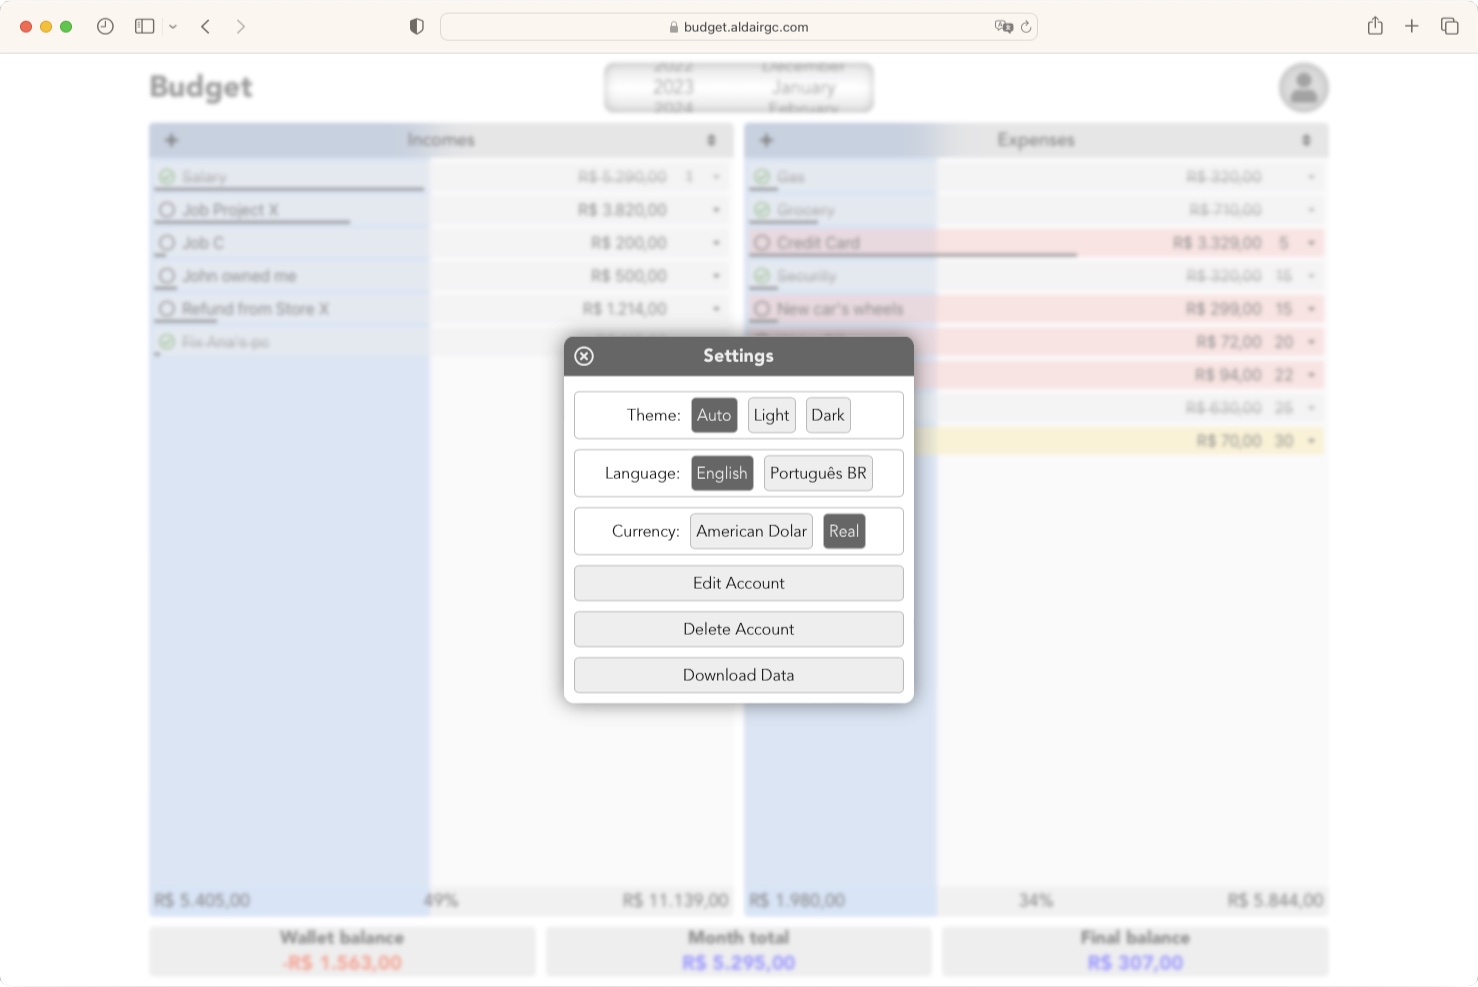 budget.aldairgc.com
Budget
2022 December
2023 January
2024 February
Incomes
Salary R$ 5.290,00 1
Job Project X R$ 3.820,00
Job C R$ 200,00
John owned me R$ 500,00
Refund from Store X R$ 1.214,00
Fix Ana's pc
Expenses
Gas R$ 320,00
Grocery R$ 710,00
Credit Card R$ 3.329,00 5
Security R$ 320,00 15
New car's wheels R$ 299,00 15
R$ 72,00 20
R$ 94,00 22
R$ 630,00 25
R$ 70,00 30
Settings
Theme: Auto Light Dark
Language: English Português BR
Currency: American Dolar Real
Edit Account
Delete Account
Download Data
R$ 5.405,00 49% R$ 11.139,00
R$ 1.980,00 34% R$ 5.844,00
Wallet balance
-R$ 1.563,00
Month total
R$ 5.295,00
Final balance
R$ 307,00